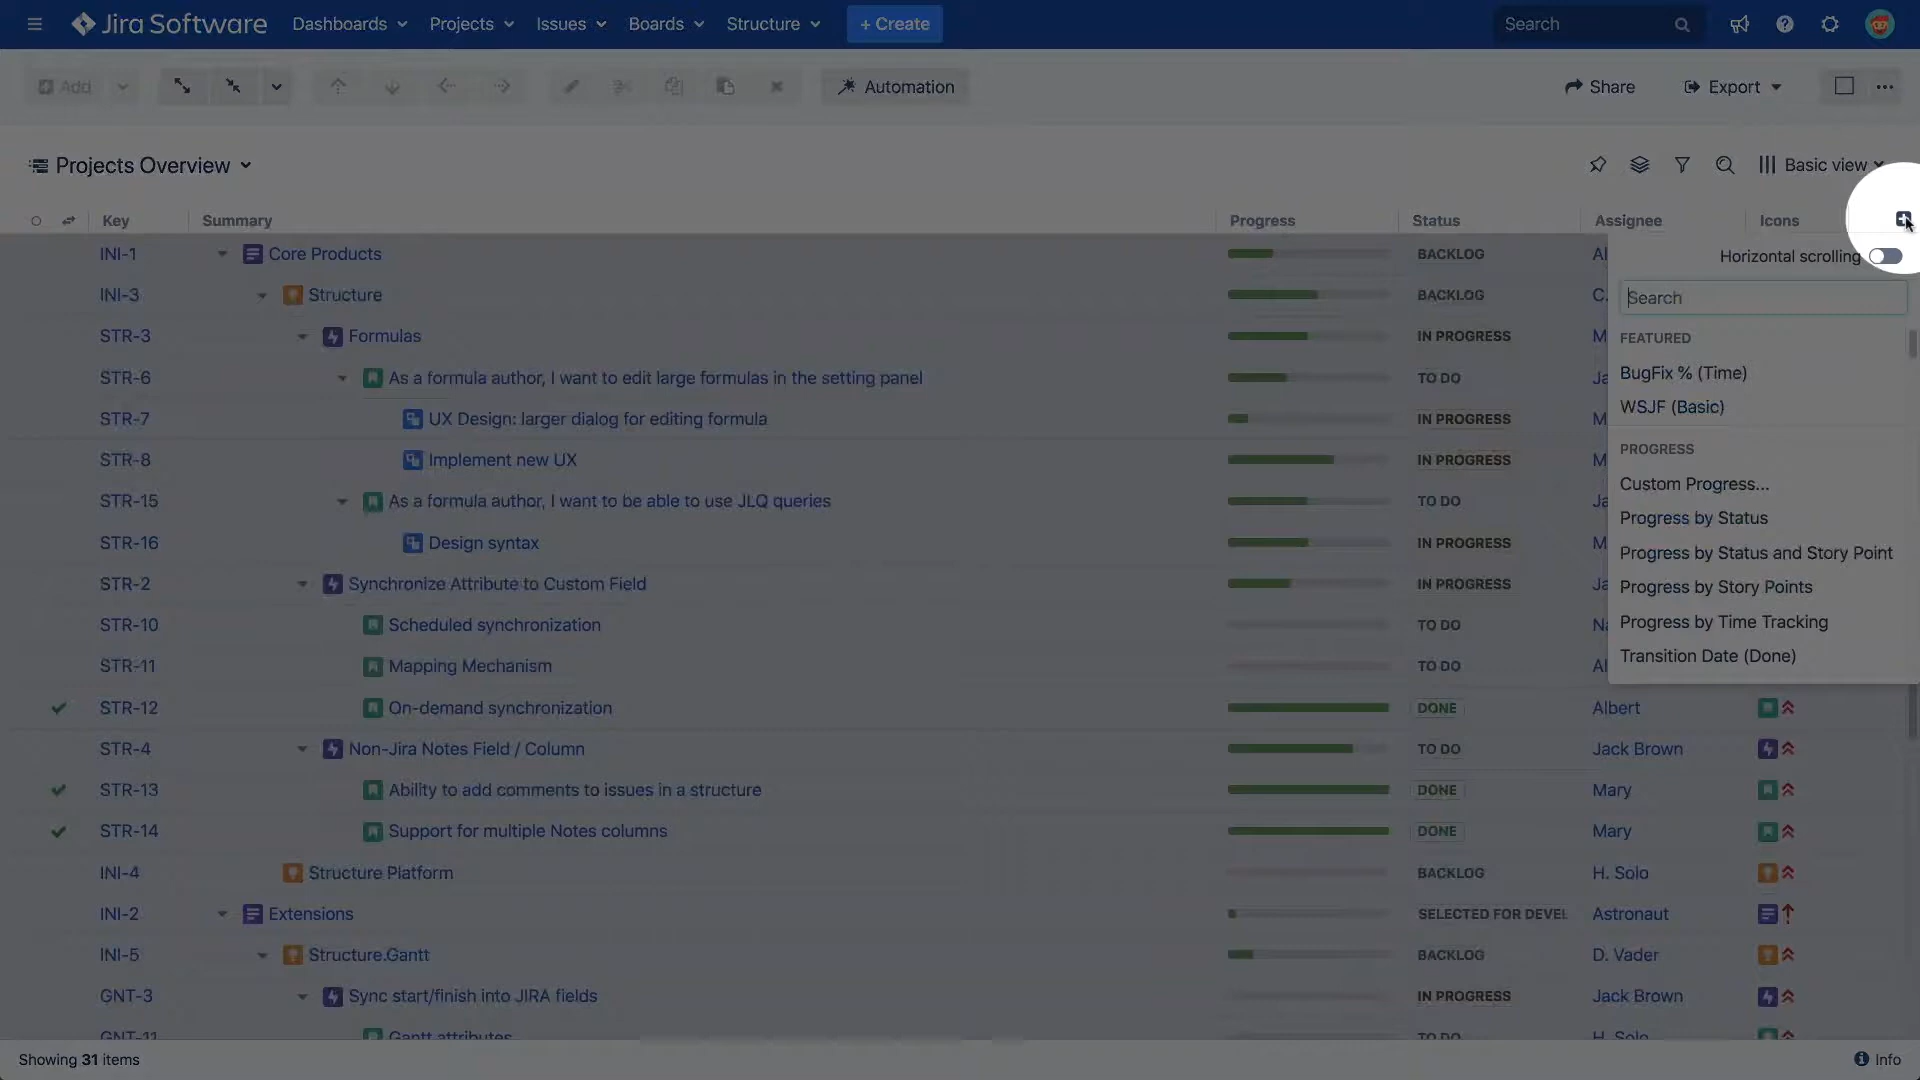 Jira Software Dashboards Projects Issues Boards Structure + Create Search
Add Automation Share Export
Projects Overview Basic view
Key Summary Progress Status Assignee Icons
INI-1 Core Products BACKLOG
Horizontal scrolling
INI-3 Structure BACKLOG
Search
STR-3 Formulas IN PROGRESS
FEATURED
STR-6 As a formula author, I want to edit large formulas in the setting panel TO DO
BugFix % (Time)
STR-7 UX Design: larger dialog for editing formula IN PROGRESS
WSJF (Basic)
PROGRESS
STR-8 Implement new UX IN PROGRESS
Custom Progress...
STR-15 As a formula author, I want to be able to use JLQ queries TO DO
Progress by Status
STR-16 Design syntax IN PROGRESS
Progress by Status and Story Point
STR-2 Synchronize Attribute to Custom Field IN PROGRESS
Progress by Story Points
STR-10 Scheduled synchronization TO DO
Progress by Time Tracking
STR-11 Mapping Mechanism TO DO
Transition Date (Done)
STR-12 On-demand synchronization DONE Albert
STR-4 Non-Jira Notes Field / Column TO DO Jack Brown
STR-13 Ability to add comments to issues in a structure DONE Mary
STR-14 Support for multiple Notes columns DONE Mary
INI-4 Structure Platform BACKLOG H. Solo
INI-2 Extensions SELECTED FOR DEVEL Astronaut
INI-5 Structure.Gantt BACKLOG D. Vader
GNT-3 Sync start/finish into JIRA fields IN PROGRESS Jack Brown
GNT-11 Gantt attributes TO DO H. Solo
Showing 31 items Info